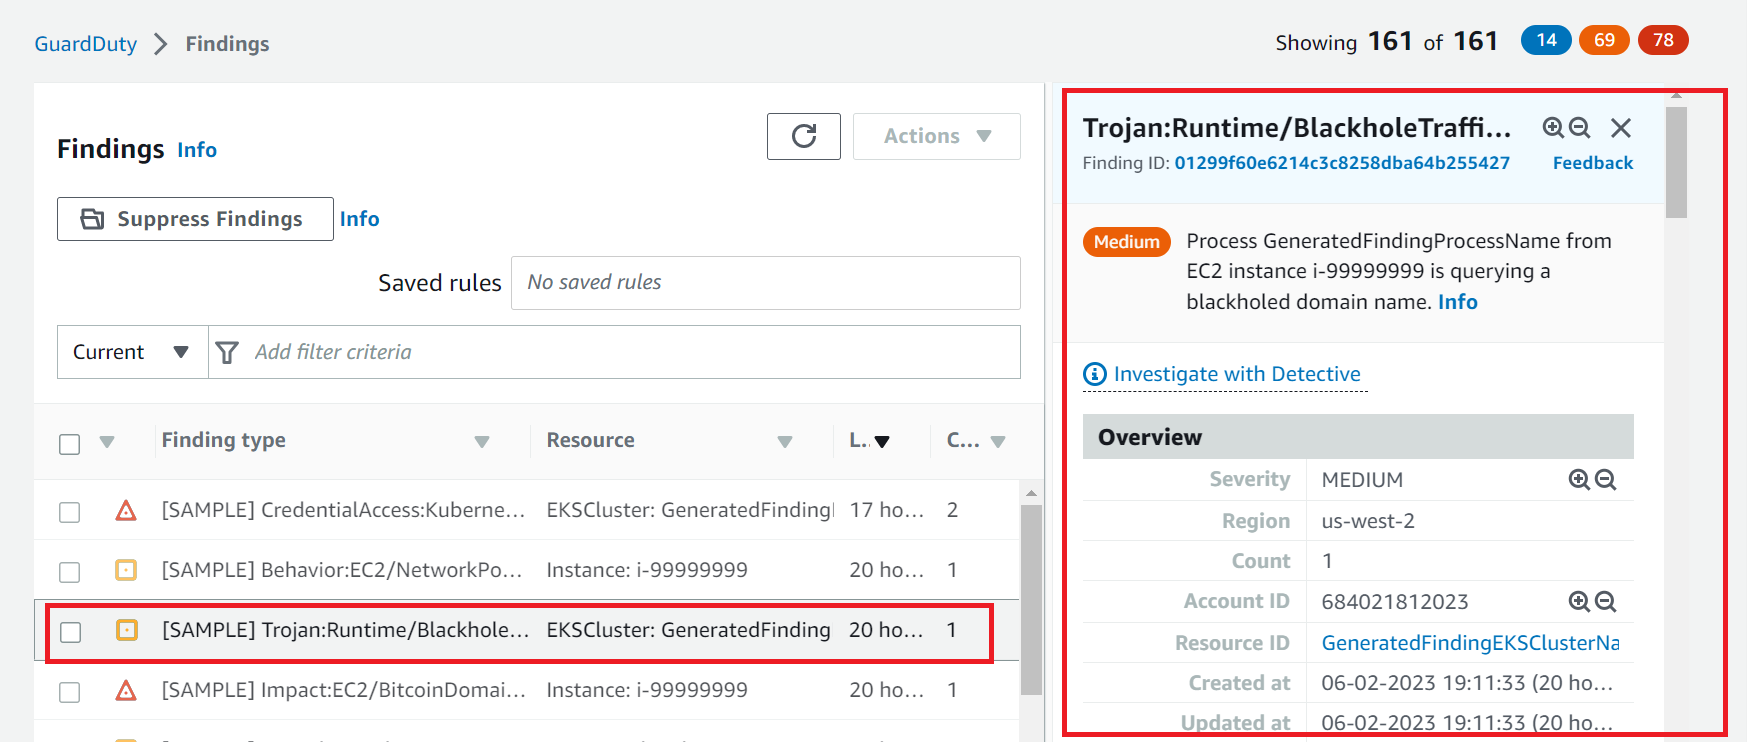 GuardDuty > Findings
Showing 161 of 161 14 69 78
Findings Info
Actions
Suppress Findings Info
Saved rules No saved rules
Current Add filter criteria
Finding type Resource L.. C...
[SAMPLE] CredentialAccess:Kuberne... EKSCluster: GeneratedFinding 17 ho... 2
[SAMPLE] Behavior:EC2/NetworkPo... Instance: i-99999999 20 ho... 1
[SAMPLE] Trojan:Runtime/Blackhole... EKSCluster: GeneratedFinding 20 ho... 1
[SAMPLE] Impact:EC2/BitcoinDomai... Instance: i-99999999 20 ho... 1
Trojan:Runtime/BlackholeTraffi...
Finding ID: 01299f60e6214c3c8258dba64b255427 Feedback
Medium Process GeneratedFindingProcessName from
EC2 instance i-99999999 is querying a
blackholed domain name. Info
Investigate with Detective
Overview
Severity MEDIUM
Region us-west-2
Count 1
Account ID 684021812023
Resource ID GeneratedFindingEKSClusterNa
Created at 06-02-2023 19:11:33 (20 ho...
Updated at 06-02-2023 19:11:33 (20 ho...